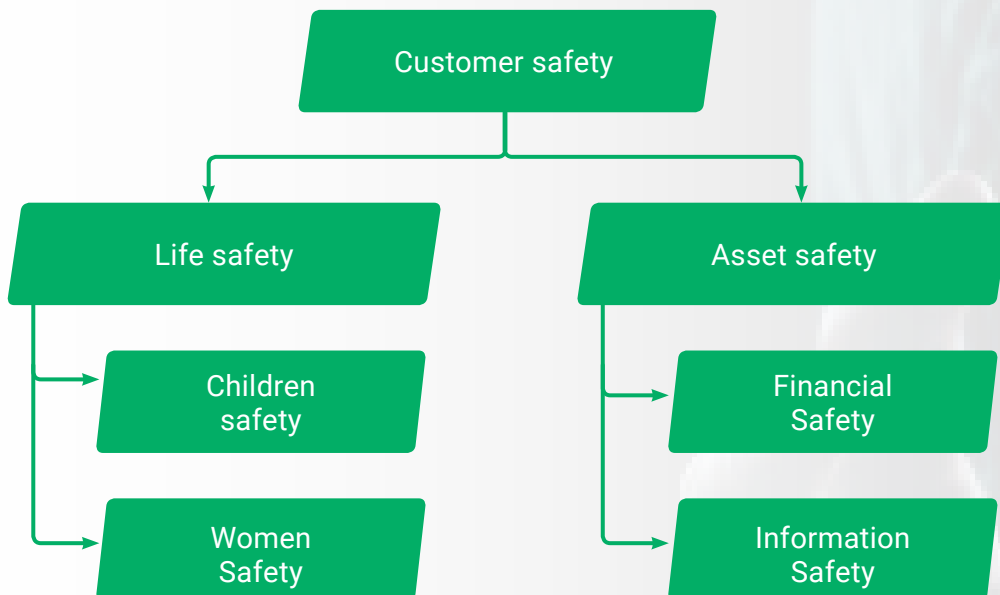 Customer safety
Life safety
Asset safety
Children
safety
Financial
Safety
Women
Safety
Information
Safety